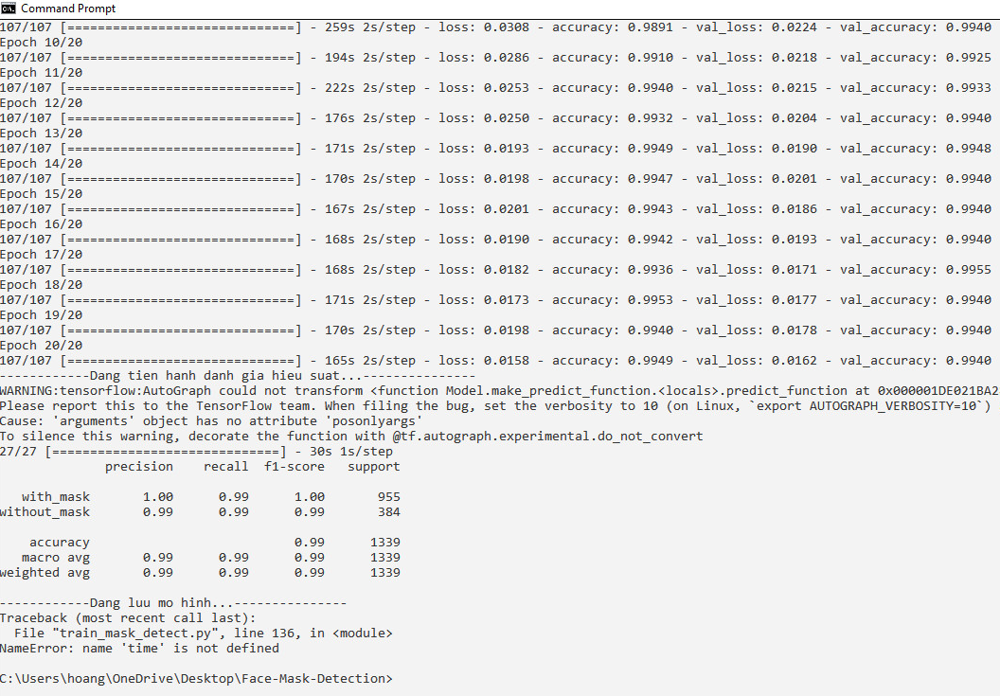 Command Prompt
107/107 [==============================] - 259s 2s/step - loss: 0.0308 - accuracy: 0.9891 - val_loss: 0.0224 - val_accuracy: 0.9940
Epoch 10/20
107/107 [==============================] - 194s 2s/step - loss: 0.0286 - accuracy: 0.9910 - val_loss: 0.0218 - val_accuracy: 0.9925
Epoch 11/20
107/107 [==============================] - 222s 2s/step - loss: 0.0253 - accuracy: 0.9940 - val_loss: 0.0215 - val_accuracy: 0.9933
Epoch 12/20
107/107 [==============================] - 176s 2s/step - loss: 0.0250 - accuracy: 0.9932 - val_loss: 0.0204 - val_accuracy: 0.9940
Epoch 13/20
107/107 [==============================] - 171s 2s/step - loss: 0.0193 - accuracy: 0.9949 - val_loss: 0.0190 - val_accuracy: 0.9948
Epoch 14/20
107/107 [==============================] - 170s 2s/step - loss: 0.0198 - accuracy: 0.9947 - val_loss: 0.0201 - val_accuracy: 0.9940
Epoch 15/20
107/107 [==============================] - 167s 2s/step - loss: 0.0201 - accuracy: 0.9943 - val_loss: 0.0186 - val_accuracy: 0.9940
Epoch 16/20
107/107 [==============================] - 168s 2s/step - loss: 0.0190 - accuracy: 0.9942 - val_loss: 0.0193 - val_accuracy: 0.9940
Epoch 17/20
107/107 [==============================] - 168s 2s/step - loss: 0.0182 - accuracy: 0.9936 - val_loss: 0.0171 - val_accuracy: 0.9955
Epoch 18/20
107/107 [==============================] - 171s 2s/step - loss: 0.0173 - accuracy: 0.9953 - val_loss: 0.0177 - val_accuracy: 0.9940
Epoch 19/20
107/107 [==============================] - 170s 2s/step - loss: 0.0198 - accuracy: 0.9940 - val_loss: 0.0178 - val_accuracy: 0.9940
Epoch 20/20
107/107 [==============================] - 165s 2s/step - loss: 0.0158 - accuracy: 0.9949 - val_loss: 0.0162 - val_accuracy: 0.9940
------------Dang tien hanh danh gia hieu suat...---------------
WARNING:tensorflow:AutoGraph could not transform <function Model.make_predict_function.<locals>.predict_function at 0x000001DE021BA2
Please report this to the TensorFlow team. When filing the bug, set the verbosity to 10 (on Linux, `export AUTOGRAPH_VERBOSITY=10`)
Cause: 'arguments' object has no attribute 'posonlyargs'
To silence this warning, decorate the function with @tf.autograph.experimental.do_not_convert
27/27 [==============================] - 30s 1s/step
precision recall f1-score support
with_mask 1.00 0.99 1.00 955
without_mask 0.99 0.99 0.99 384
accuracy 0.99 1339
macro avg 0.99 0.99 0.99 1339
weighted avg 0.99 0.99 0.99 1339
------------Dang luu mo hinh...---------------
Traceback (most recent call last):
File "train_mask_detect.py", line 136, in <module>
NameError: name 'time' is not defined
C:\Users\hoang\OneDrive\Desktop\Face-Mask-Detection>